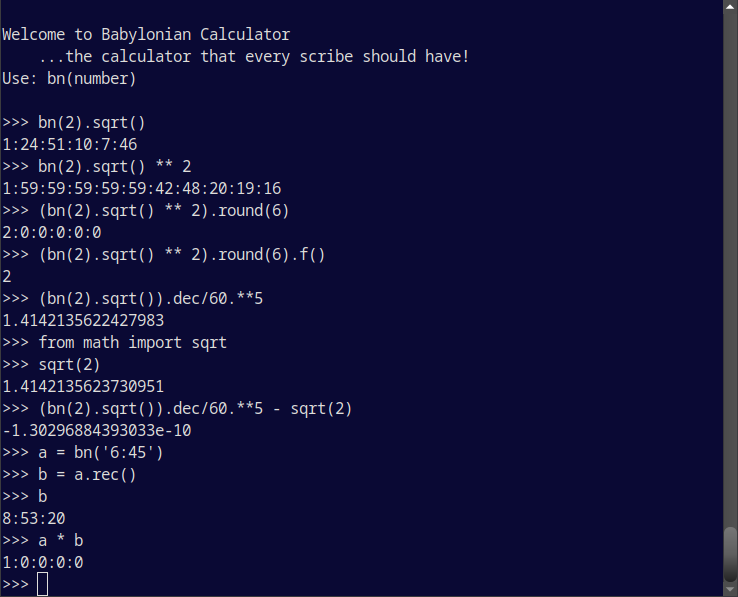 Welcome to Babylonian Calculator
    ...the calculator that every scribe should have!
Use: bn(number)

>>> bn(2).sqrt()
1:24:51:10:7:46
>>> bn(2).sqrt() ** 2
1:59:59:59:59:59:42:48:20:19:16
>>> (bn(2).sqrt() ** 2).round(6)
2:0:0:0:0:0
>>> (bn(2).sqrt() ** 2).round(6).f()
2
>>> (bn(2).sqrt()).dec/60.**5
1.4142135622427983
>>> from math import sqrt
>>> sqrt(2)
1.4142135623730951
>>> (bn(2).sqrt()).dec/60.**5 - sqrt(2)
-1.30296884393033e-10
>>> a = bn('6:45')
>>> b = a.rec()
>>> b
8:53:20
>>> a * b
1:0:0:0:0
>>>